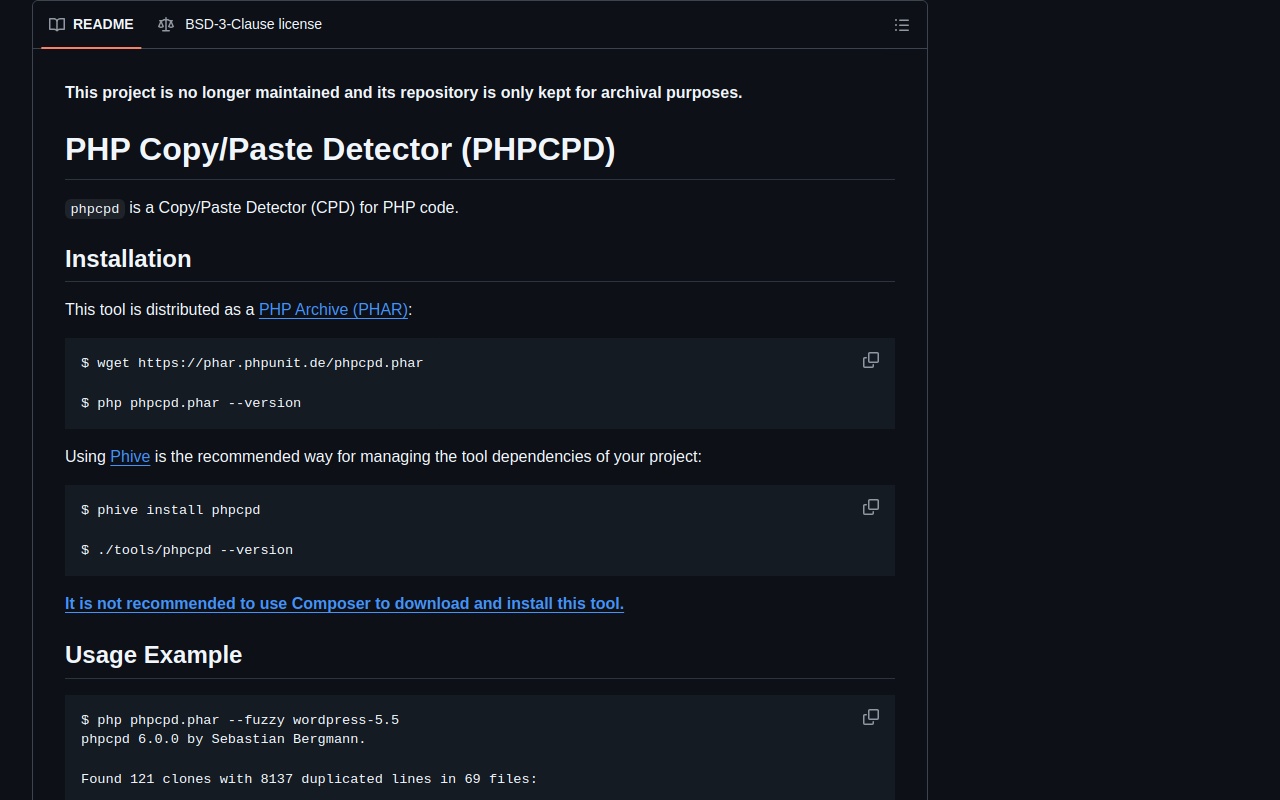 README
BSD-3-Clause license
This project is no longer maintained and its repository is only kept for archival purposes.
PHP Copy/Paste Detector (PHPCPD)
phpcpd is a Copy/Paste Detector (CPD) for PHP code.
Installation
This tool is distributed as a PHP Archive (PHAR):
$ wget https://phar.phpunit.de/phpcpd.phar
$ php phpcpd.phar --version
Using Phive is the recommended way for managing the tool dependencies of your project:
$ phive install phpcpd
$ ./tools/phpcpd --version
It is not recommended to use Composer to download and install this tool.
Usage Example
$ php phpcpd.phar --fuzzy wordpress-5.5
phpcpd 6.0.0 by Sebastian Bergmann.
Found 121 clones with 8137 duplicated lines in 69 files: